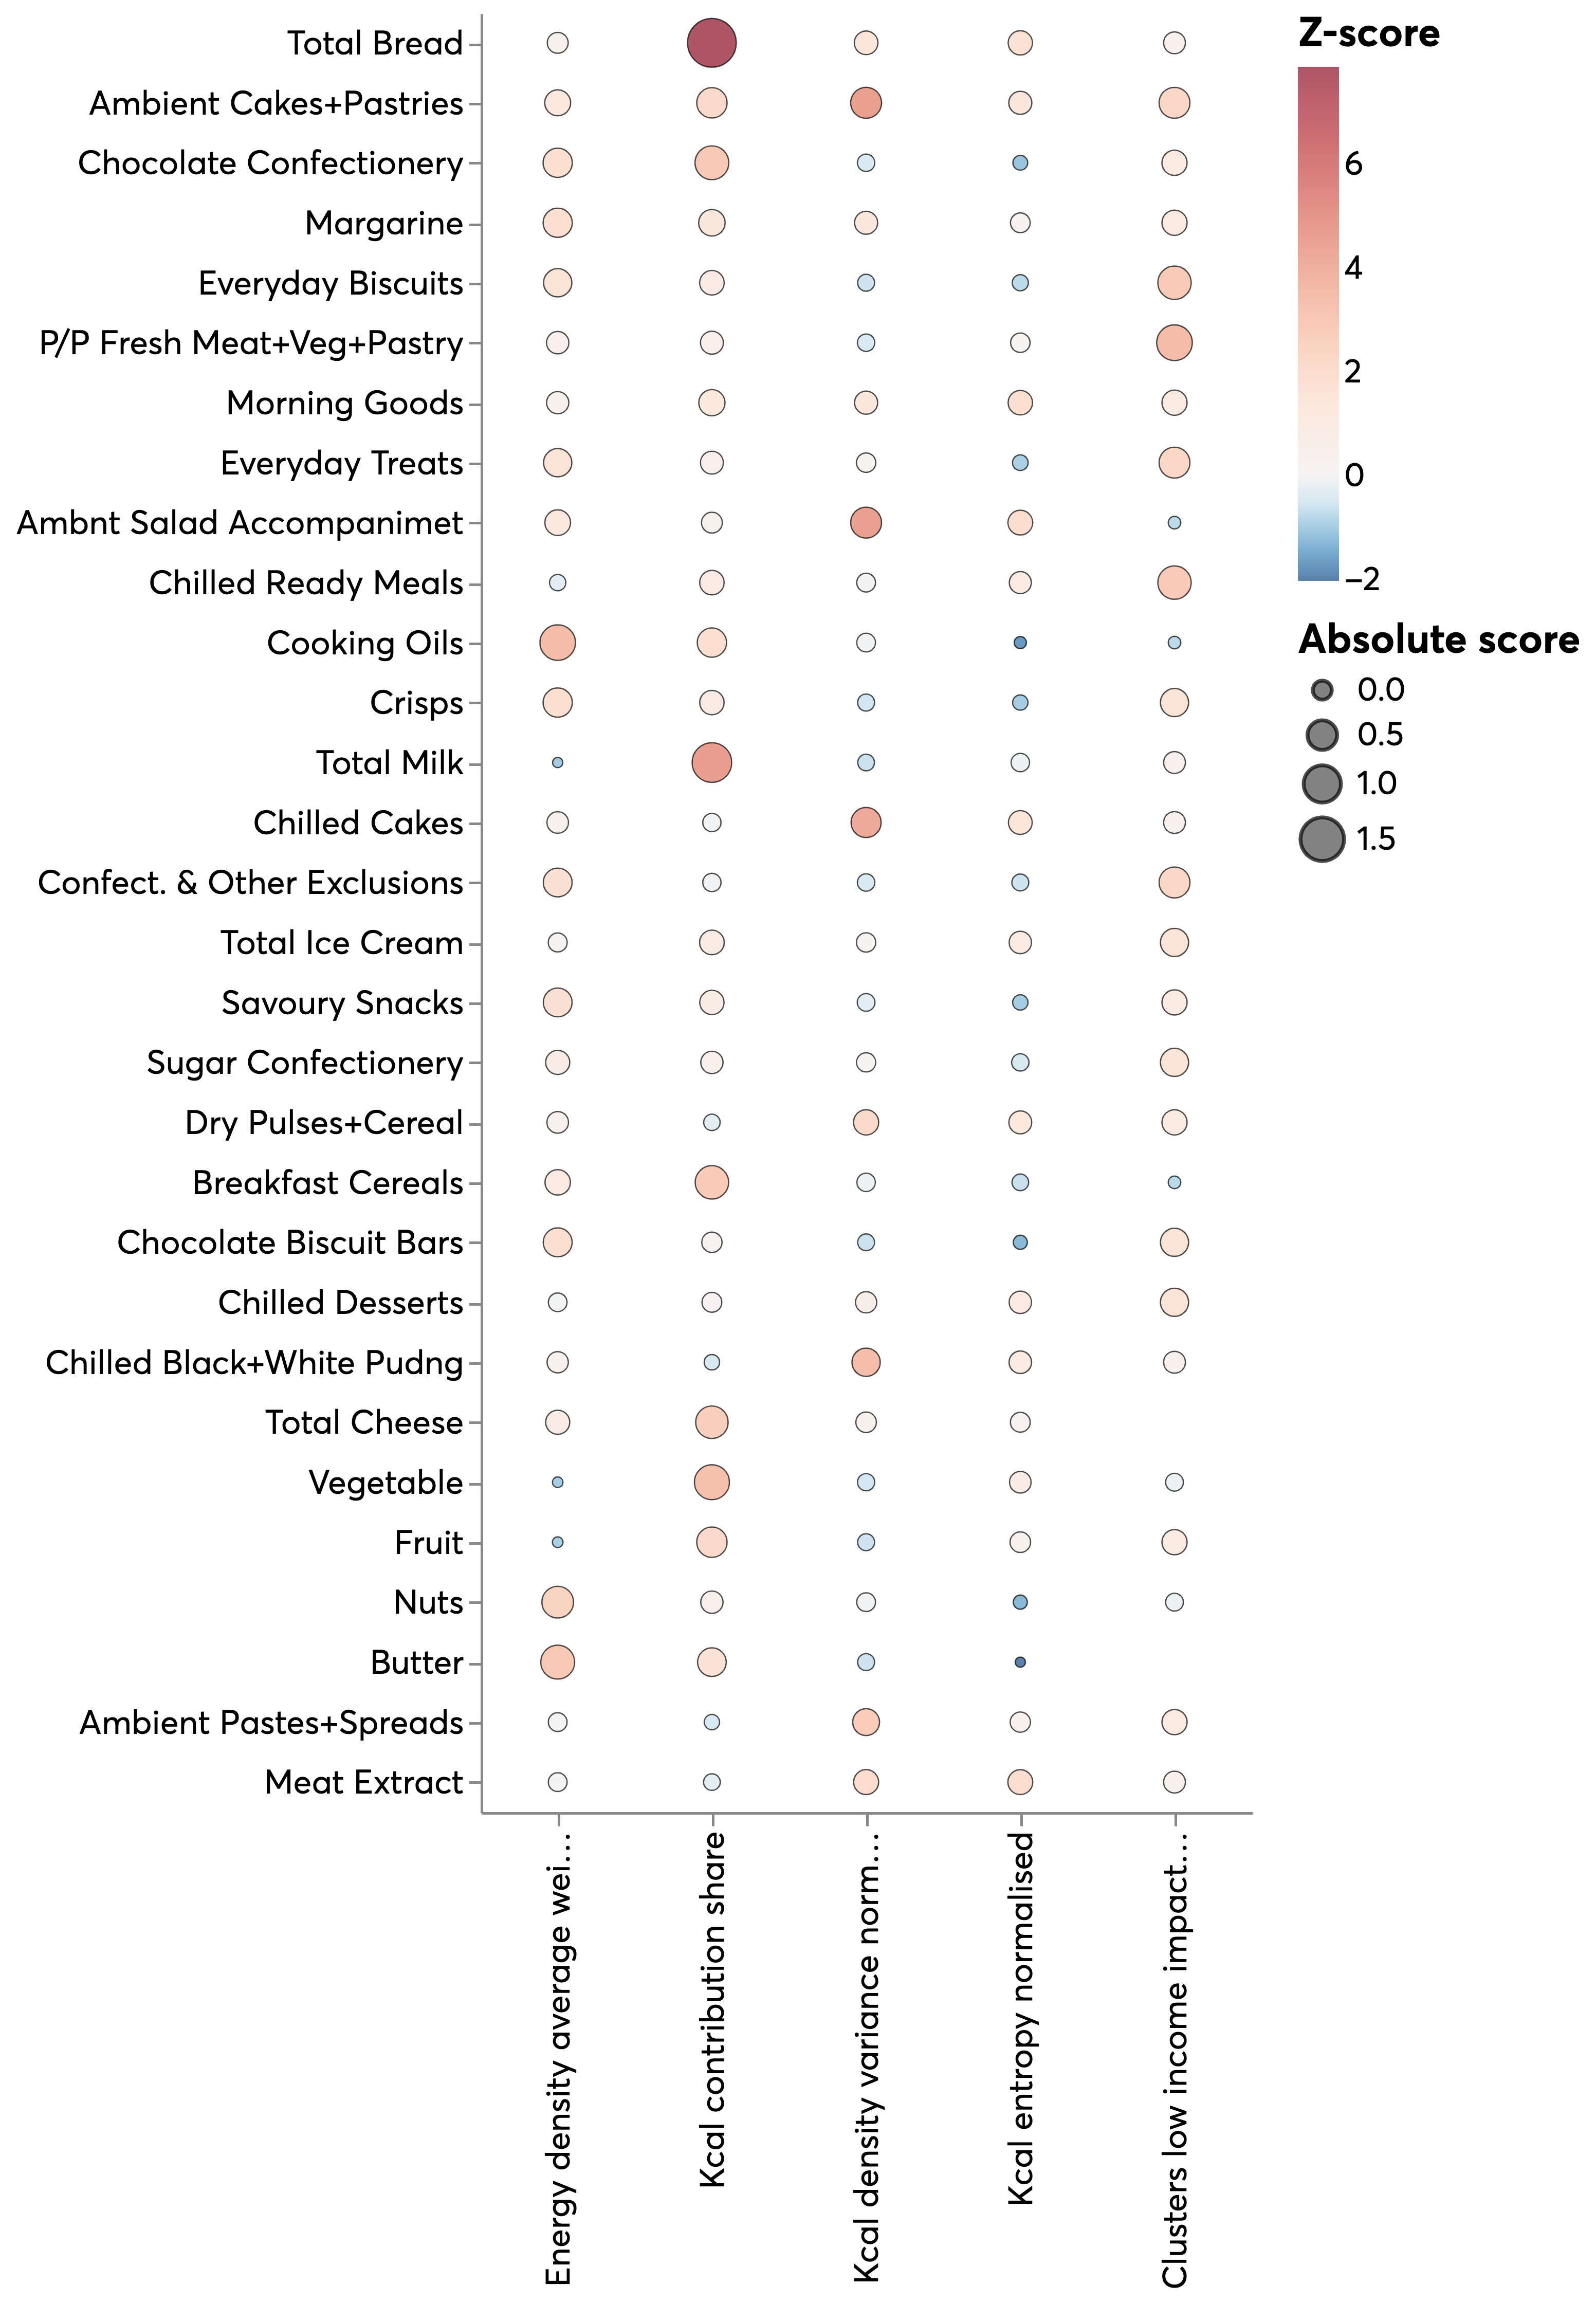 Total Bread
Ambient Cakes+Pastries
Chocolate Confectionery
Margarine
Everyday Biscuits
P/P Fresh Meat+Veg+Pastry
Morning Goods
Everyday Treats
Ambnt Salad Accompanimet
Chilled Ready Meals
Cooking Oils
Crisps
Total Milk
Chilled Cakes
Confect. & Other Exclusions
Total Ice Cream
Savoury Snacks
Sugar Confectionery
Dry Pulses+Cereal
Breakfast Cereals
Chocolate Biscuit Bars
Chilled Desserts
Chilled Black+White Pudng
Total Cheese
Vegetable
Fruit
Nuts
Butter
Ambient Pastes+Spreads
Meat Extract
Energy density average wei…
Kcal contribution share
Kcal density variance norm…
Kcal entropy normalised
Clusters low income impact…
Z-score
6
4
2
0
−2
Absolute score
0.0
0.5
1.0
1.5